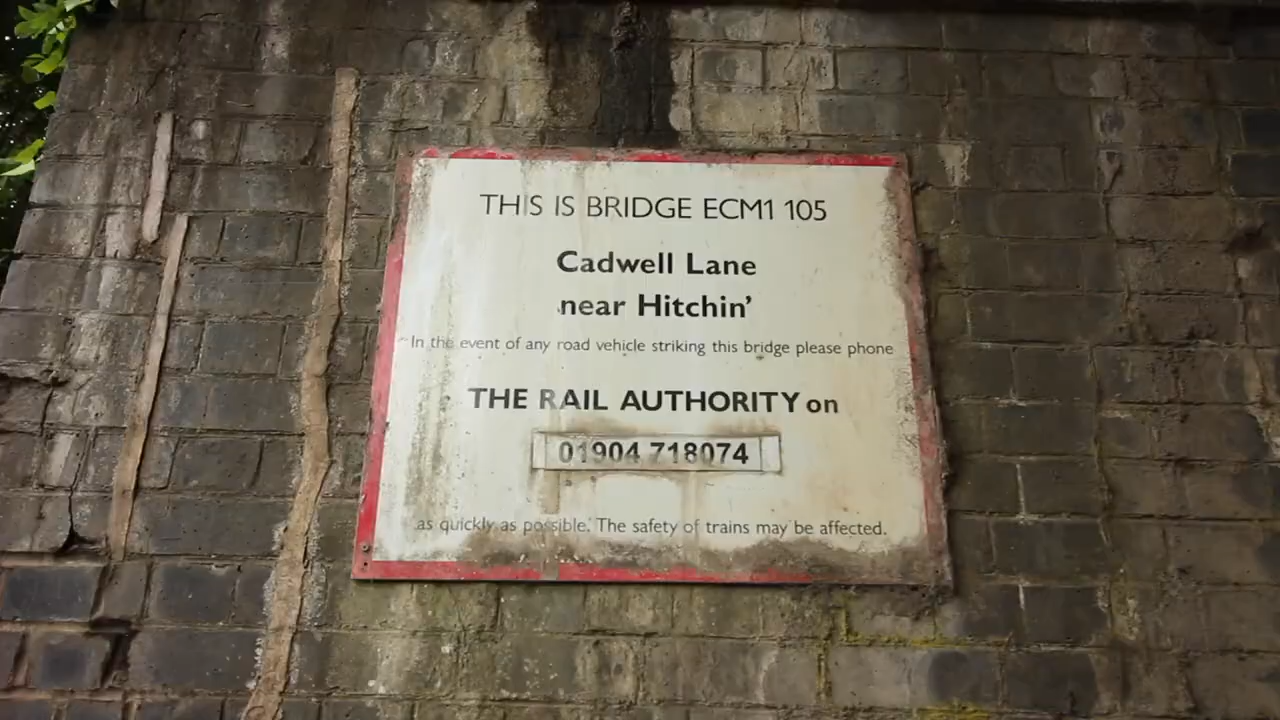 THIS IS BRIDGE ECM1 105
Cadwell Lane
near Hitchin'
In the event of any road vehicle striking this bridge please phone
THE RAIL AUTHORITY on
01904 718074
as quickly as possible. The safety of trains may be affected.